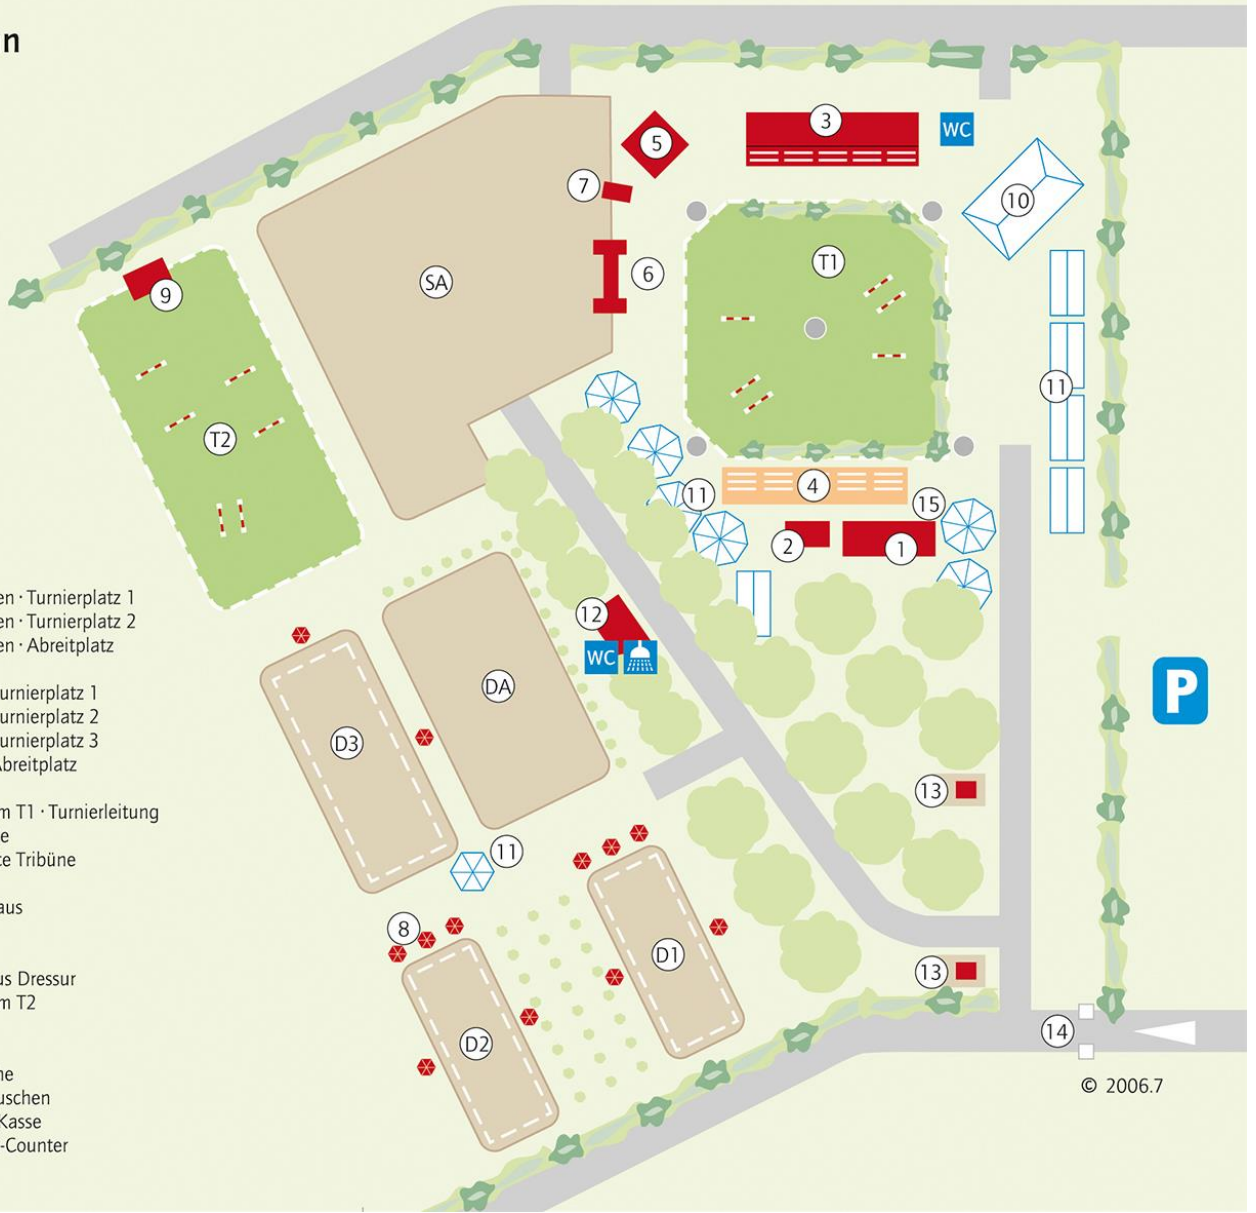 n
3
WC
5
7
10
SA
6
T1
9
11
T2
4
11
15
2
1
en · Turnierplatz 1
en · Turnierplatz 2
en · Abreitplatz
12
WC
DA
P
urnierplatz 1
urnierplatz 2
urnierplatz 3
Abreitplatz
D3
13
m T1 · Turnierleitung
e
ce Tribüne
11
aus
8
D1
13
us Dressur
m T2
14
D2
ne
uschen
Kasse
-Counter
© 2006.7